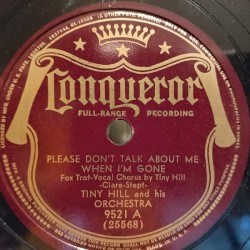 Conqueror
FULL-RANGE RECORDING
PLEASE DON'T TALK ABOUT ME
WHEN I'M GONE
Fox Trot-Vocal Chorus by Tiny Hill
-Clare-Stept-
TINY HILL and his
ORCHESTRA
9521 A
(25568)